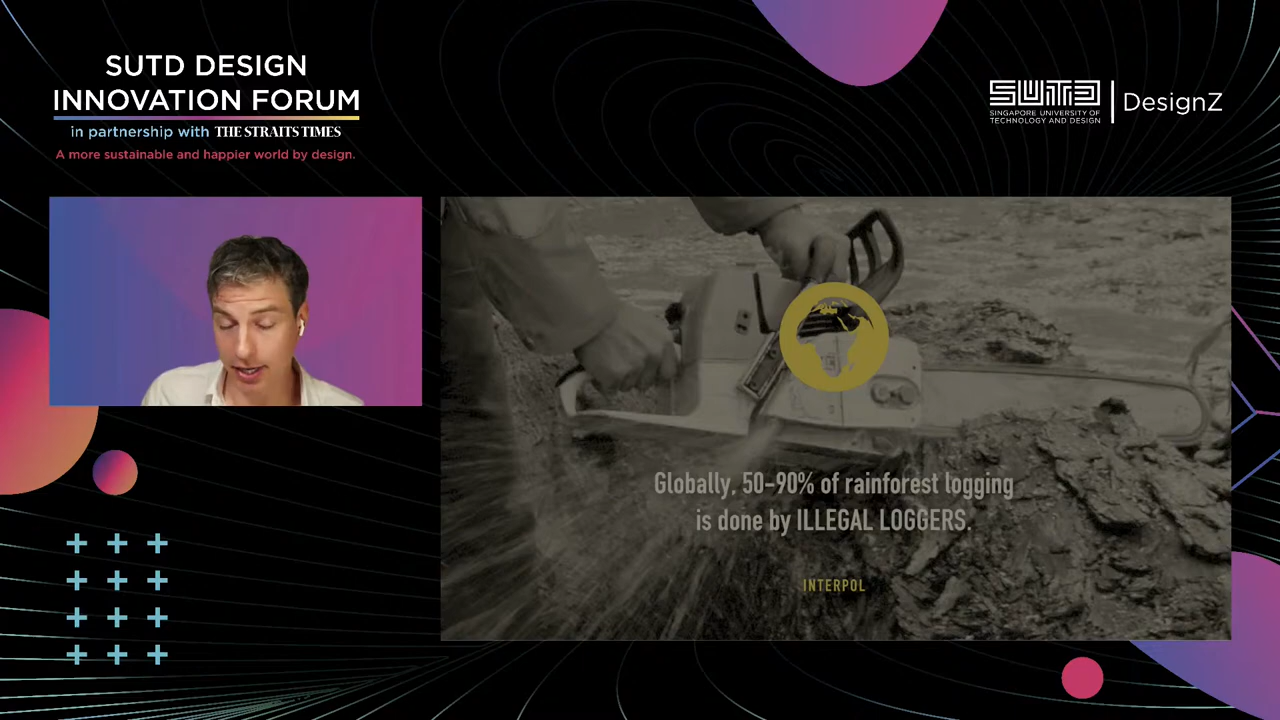 SUTD DESIGN
INNOVATION FORUM
in partnership with THE STRAITS TIMES
A more sustainable and happier world by design.
SUTD
SINGAPORE UNIVERSITY OF
TECHNOLOGY AND DESIGN
DesignZ
Globally, 50-90% of rainforest logging
is done by ILLEGAL LOGGERS.
INTERPOL